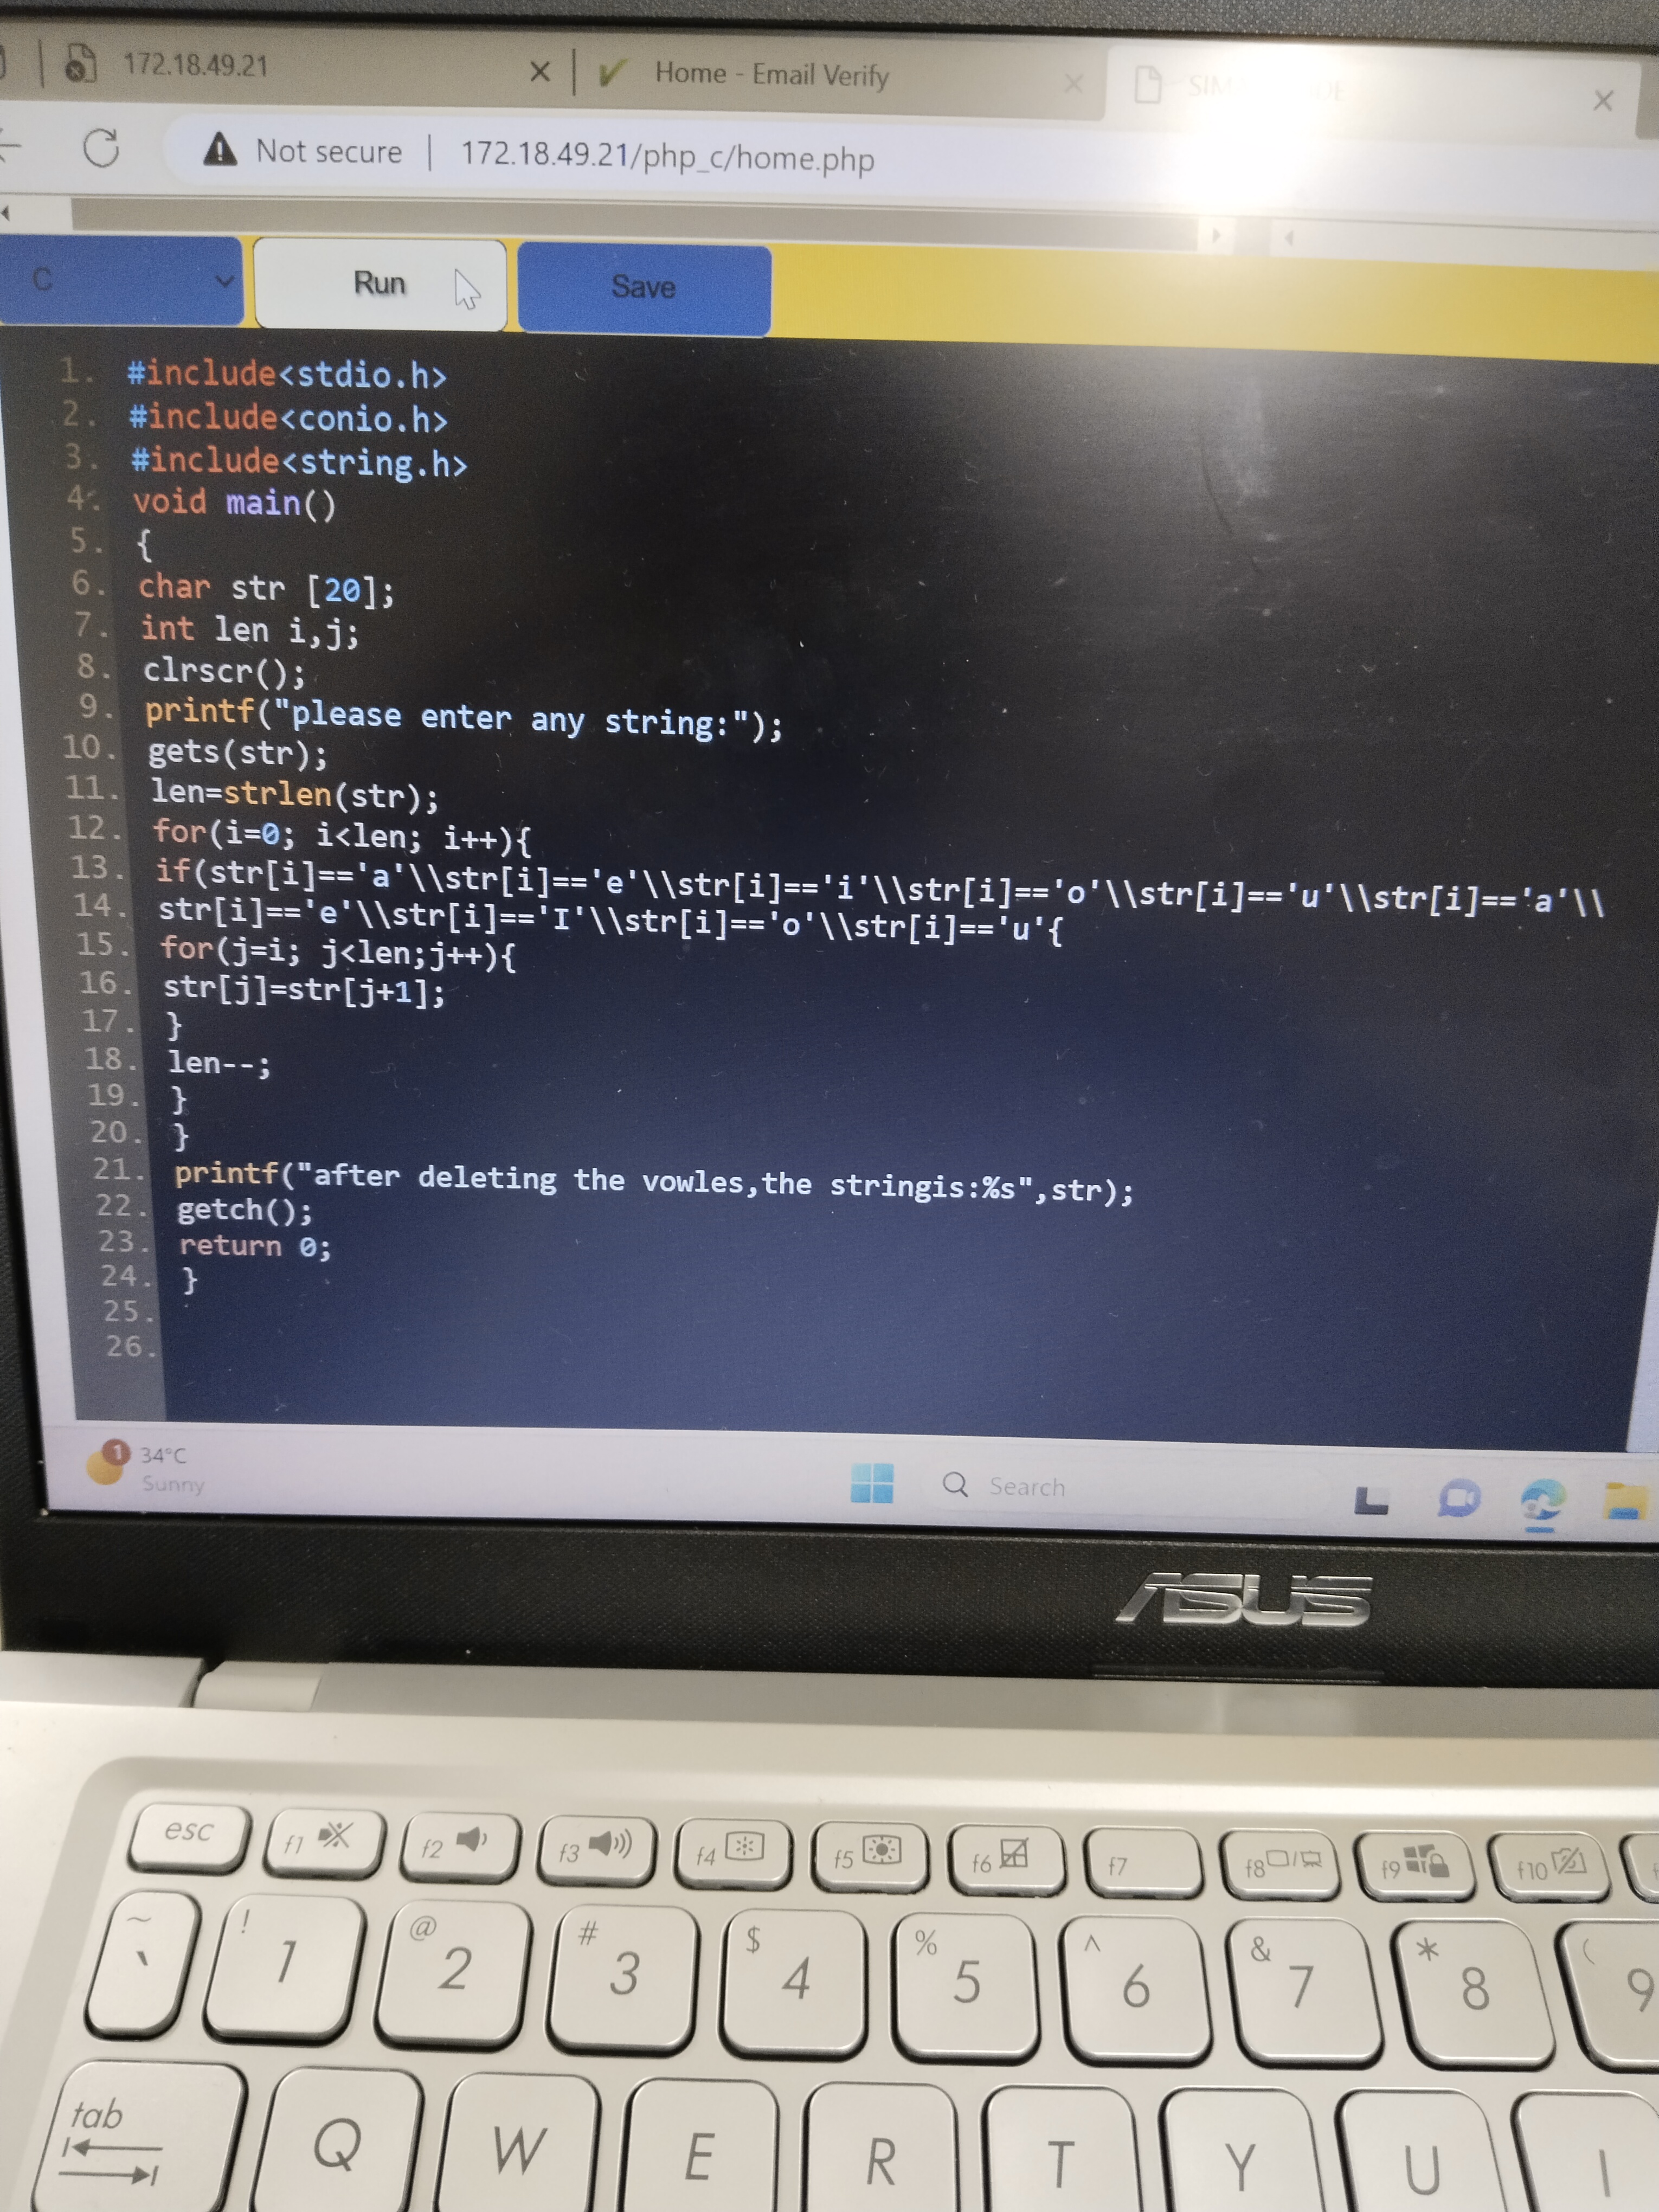 172.18.49.21
Home - Email Verify
Not secure
172.18.49.21/php_c/home.php
C
Run
Save
1. #include<stdio.h>
2. #include<conio.h>
3. #include<string.h>
4. void main()
5. {
6. char str [20];
7. int len i,j;
8. clrscr();
9. printf("please enter any string:");
10. gets(str);
11. len=strlen(str);
12. for(i=0; i<len; i++){
13. if(str[i]=='a'\\str[i]=='e'\\str[i]=='i'\\str[i]=='o'\\str[i]=='u'\\str[i]=='a'\\
14. str[i]=='e'\\str[i]=='I'\\str[i]=='o'\\str[i]=='u'{
15. for(j=i; j<len;j++){
16. str[j]=str[j+1];
17. }
18. len--;
19. }
20. }
21. printf("after deleting the vowles,the stringis:%s",str);
22. getch();
23. return 0;
24. }
25.
26.
1
34°C
Sunny
Search
ASUS
esc f1 f2 f3 f4 f5 f6 f7 f8 f9 f10
~ ` ! 1 @ 2 # 3 $ 4 % 5 ^ 6 & 7 * 8 ( 9
tab Q W E R T Y U I